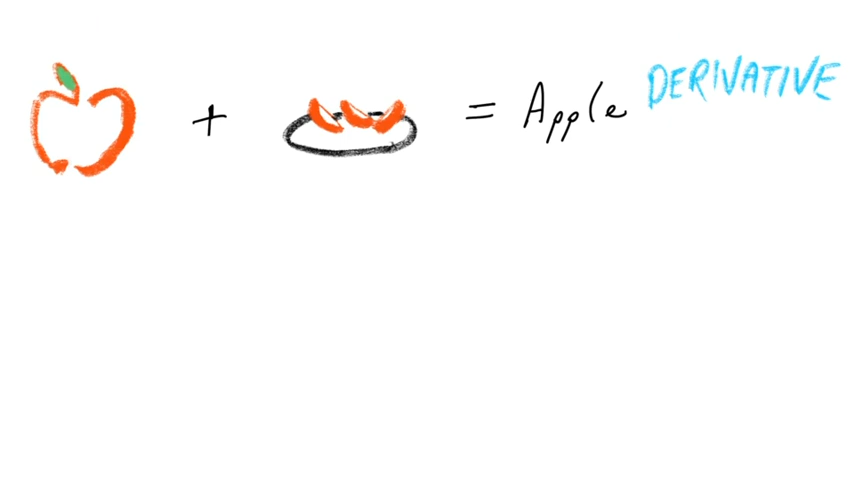 + = Apple DERIVATIVE